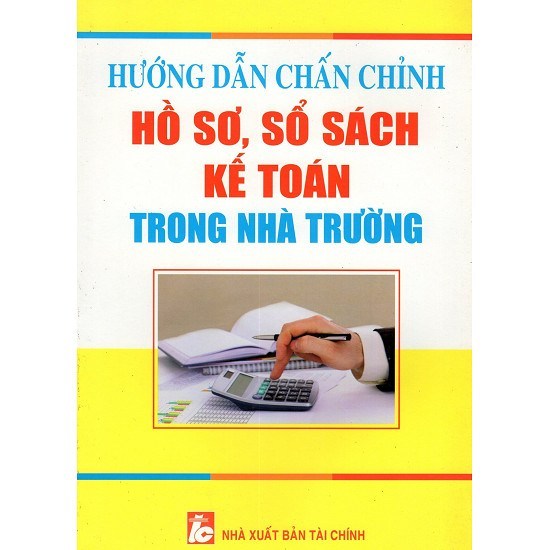 HƯỚNG DẪN CHẤN CHỈNH
HỒ SƠ, SỔ SÁCH
KẾ TOÁN
TRONG NHÀ TRƯỜNG
NHÀ XUẤT BẢN TÀI CHÍNH